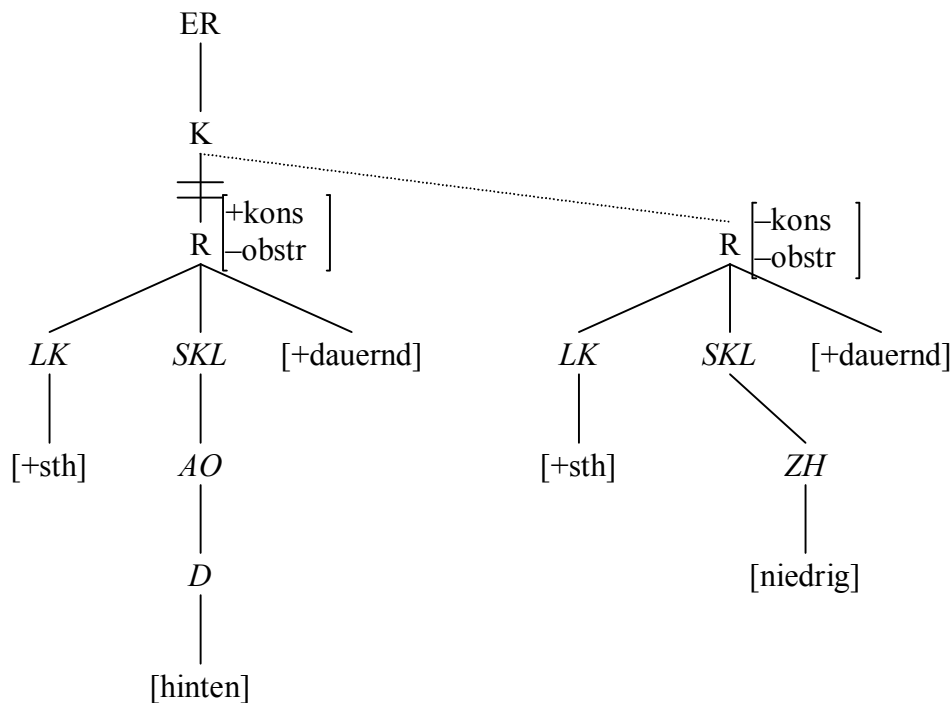 ER
K
+kons
–obstr
R
–kons
–obstr
R
LK SKL [+dauernd]
LK SKL [+dauernd]
[+sth] AO
[+sth] ZH
D
[niedrig]
[hinten]